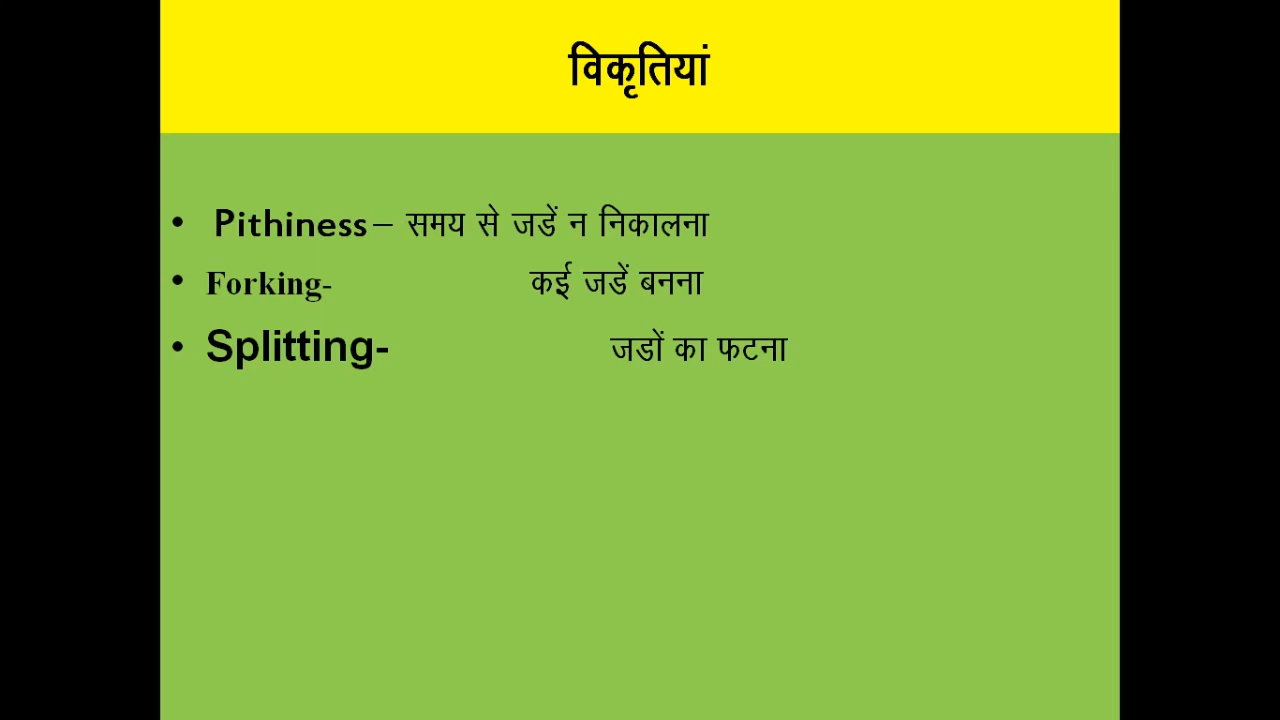 विकृतियां
• Pithiness– समय से जडें न निकालना
• Forking- कई जडें बनना
• Splitting- जडों का फटना